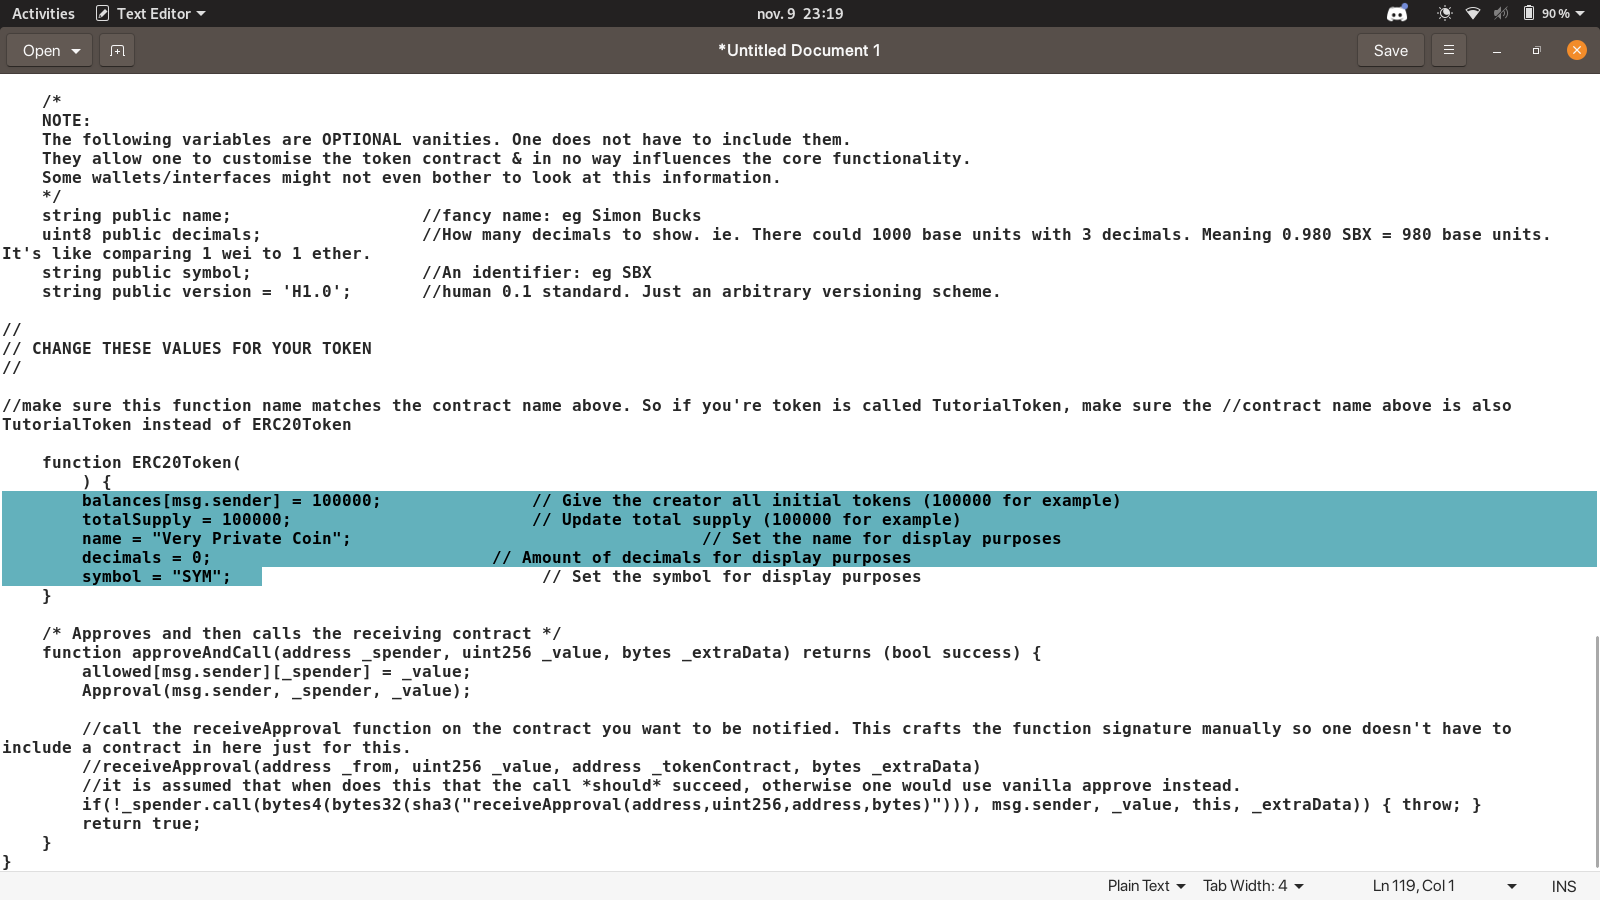 Activities Text Editor nov. 9 23:19 90 %
Open *Untitled Document 1 Save
/*
NOTE:
The following variables are OPTIONAL vanities. One does not have to include them.
They allow one to customise the token contract & in no way influences the core functionality.
Some wallets/interfaces might not even bother to look at this information.
*/
string public name; //fancy name: eg Simon Bucks
uint8 public decimals; //How many decimals to show. ie. There could 1000 base units with 3 decimals. Meaning 0.980 SBX = 980 base units.
It's like comparing 1 wei to 1 ether.
string public symbol; //An identifier: eg SBX
string public version = 'H1.0'; //human 0.1 standard. Just an arbitrary versioning scheme.
//
// CHANGE THESE VALUES FOR YOUR TOKEN
//
//make sure this function name matches the contract name above. So if you're token is called TutorialToken, make sure the //contract name above is also
TutorialToken instead of ERC20Token
function ERC20Token(
) {
balances[msg.sender] = 100000; // Give the creator all initial tokens (100000 for example)
totalSupply = 100000; // Update total supply (100000 for example)
name = "Very Private Coin"; // Set the name for display purposes
decimals = 0; // Amount of decimals for display purposes
symbol = "SYM"; // Set the symbol for display purposes
}
/* Approves and then calls the receiving contract */
function approveAndCall(address _spender, uint256 _value, bytes _extraData) returns (bool success) {
allowed[msg.sender][_spender] = _value;
Approval(msg.sender, _spender, _value);
//call the receiveApproval function on the contract you want to be notified. This crafts the function signature manually so one doesn't have to
include a contract in here just for this.
//receiveApproval(address _from, uint256 _value, address _tokenContract, bytes _extraData)
//it is assumed that when does this that the call *should* succeed, otherwise one would use vanilla approve instead.
if(!_spender.call(bytes4(bytes32(sha3("receiveApproval(address,uint256,address,bytes)"))), msg.sender, _value, this, _extraData)) { throw; }
return true;
}
}
Plain Text Tab Width: 4 Ln 119, Col 1 INS